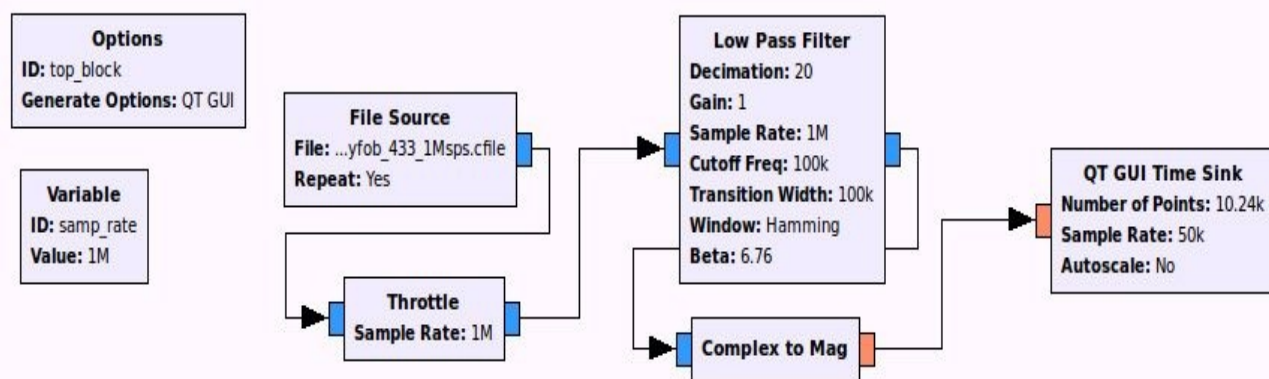 Options
ID: top_block
Generate Options: QT GUI
Variable
ID: samp_rate
Value: 1M
File Source
File: ...yfob_433_1Msps.cfile
Repeat: Yes
Throttle
Sample Rate: 1M
Low Pass Filter
Decimation: 20
Gain: 1
Sample Rate: 1M
Cutoff Freq: 100k
Transition Width: 100k
Window: Hamming
Beta: 6.76
Complex to Mag
QT GUI Time Sink
Number of Points: 10.24k
Sample Rate: 50k
Autoscale: No